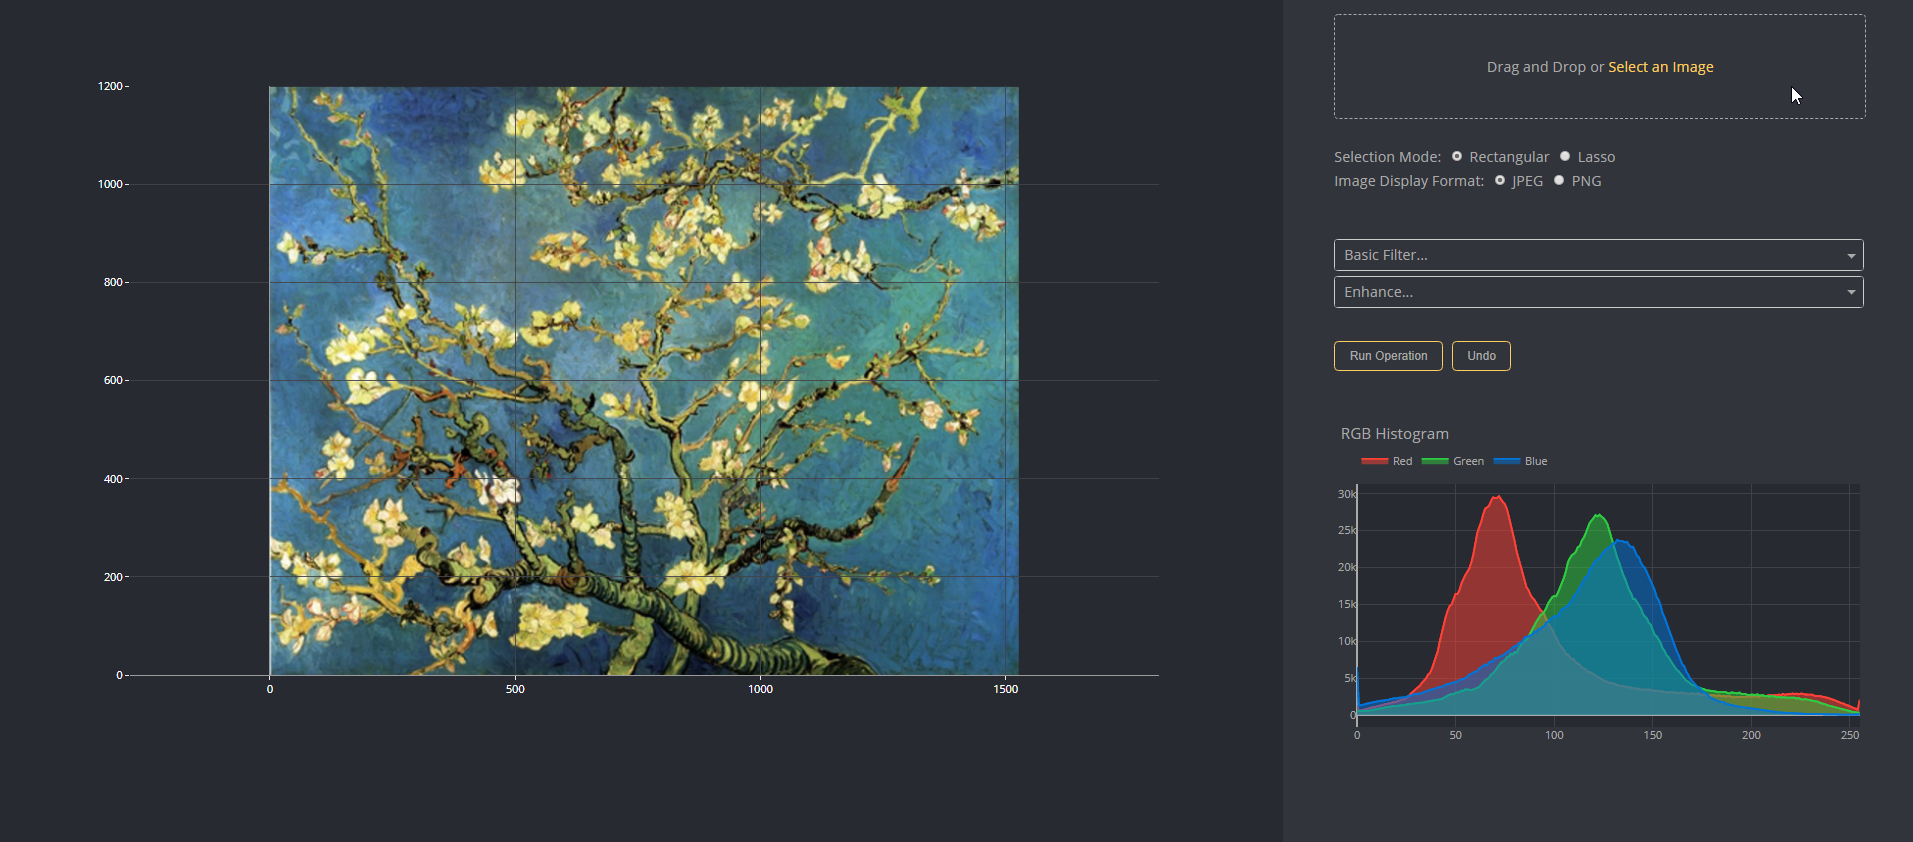 Drag and Drop or Select an Image
Selection Mode: Rectangular Lasso
Image Display Format: JPEG PNG
Basic Filter...
Enhance...
Run Operation Undo
RGB Histogram
Red Green Blue
30k
25k
20k
15k
10k
5k
0
0 50 100 150 200 250
1200
1000
800
600
400
200
0
0 500 1000 1500